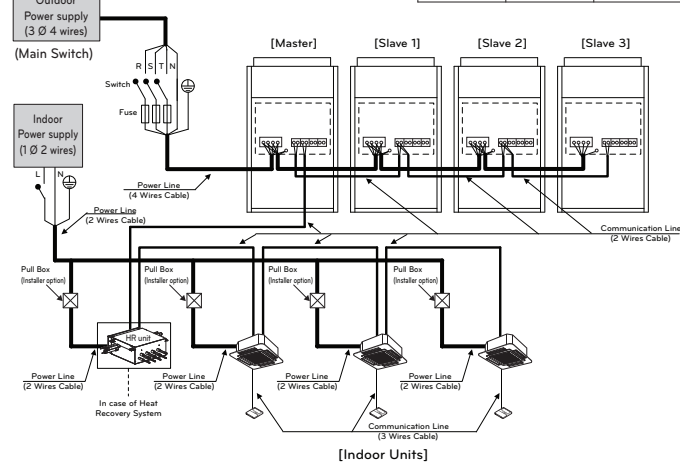 Outdoor
Power supply
(3 Ø 4 wires)
(Main Switch)
[Master]
[Slave 1]
[Slave 2]
[Slave 3]
R S T N
Switch
Fuse
Indoor
Power supply
(1 Ø 2 wires)
L N
Power Line
(4 Wires Cable)
Power Line
(2 Wires Cable)
Communication Line
(2 Wires Cable)
Pull Box
(Installer option)
Pull Box
(Installer option)
Pull Box
(Installer option)
Pull Box
(Installer option)
HR unit
Power Line
(2 Wires Cable)
Power Line
(2 Wires Cable)
Power Line
(2 Wires Cable)
Power Line
(2 Wires Cable)
In case of Heat
Recovery System
Communication Line
(3 Wires Cable)
[Indoor Units]